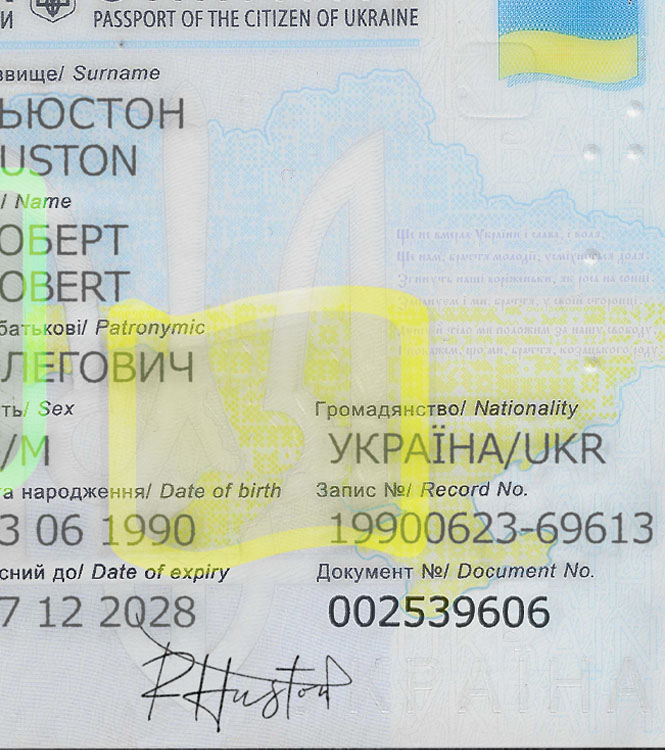 И PASSPORT OF THE CITIZEN OF UKRAINE
звище/ Surname
ЬЮСТОН
USTON
/ Name
ОБЕРТ
OBERT
батькові/ Patronymic
ЛЕГОВИЧ
ть/ Sex
/М
Громадянство/ Nationality
УКРАЇНА/UKR
та народження/ Date of birth
3 06 1990
Запис №/ Record No.
19900623-69613
сний до/ Date of expiry
7 12 2028
Документ №/ Document No.
002539606
RHuston
УКРАЇНА